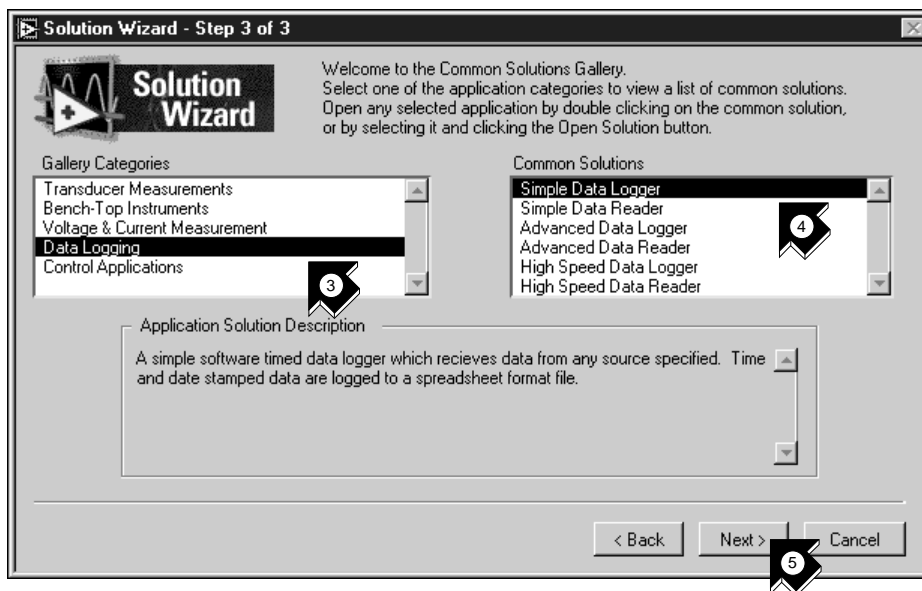 Solution Wizard - Step 3 of 3
Solution
Wizard
Welcome to the Common Solutions Gallery.
Select one of the application categories to view a list of common solutions.
Open any selected application by double clicking on the common solution,
or by selecting it and clicking the Open Solution button.
Gallery Categories
Transducer Measurements
Bench-Top Instruments
Voltage & Current Measurement
Data Logging
Control Applications
3
Common Solutions
Simple Data Logger
Simple Data Reader
Advanced Data Logger
Advanced Data Reader
High Speed Data Logger
High Speed Data Reader
4
Application Solution Description
A simple software timed data logger which recieves data from any source specified. Time
and date stamped data are logged to a spreadsheet format file.
< Back
Next >
Cancel
5